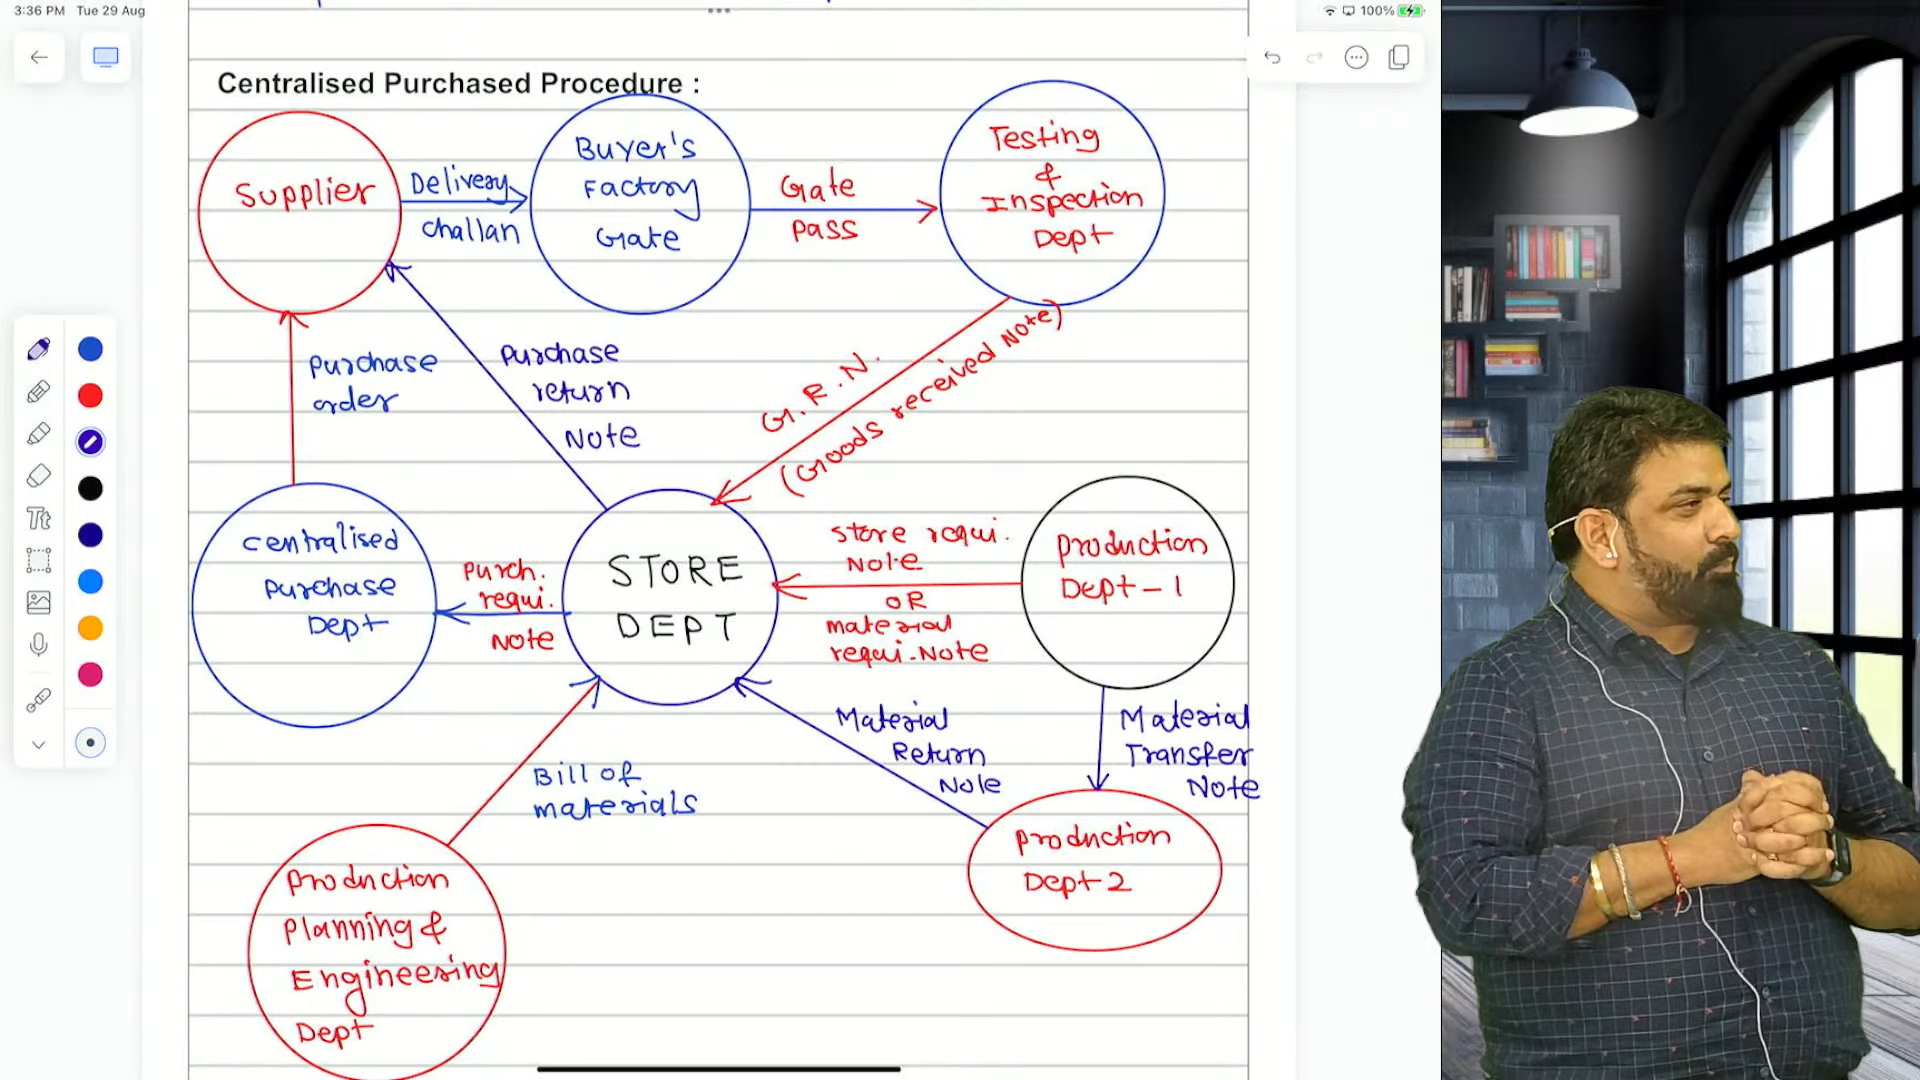 3:36 PM Tue 29 Aug
100%
Centralised Purchased Procedure :
Supplier
Delivery
challan
Buyer's
Factory
Gate
Gate
pass
Testing
&
Inspection
Dept
purchase
order
purchase
return
Note
G.R.N.
(Goods received Note)
centralised
purchase
Dept
purch.
requi.
Note
STORE
DEPT
store requi.
Note
OR
material
requi.Note
production
Dept-1
Bill of
materials
Material
Return
Note
Material
Transfer
Note
production
Dept 2
production
planning &
Engineering
Dept
Tt